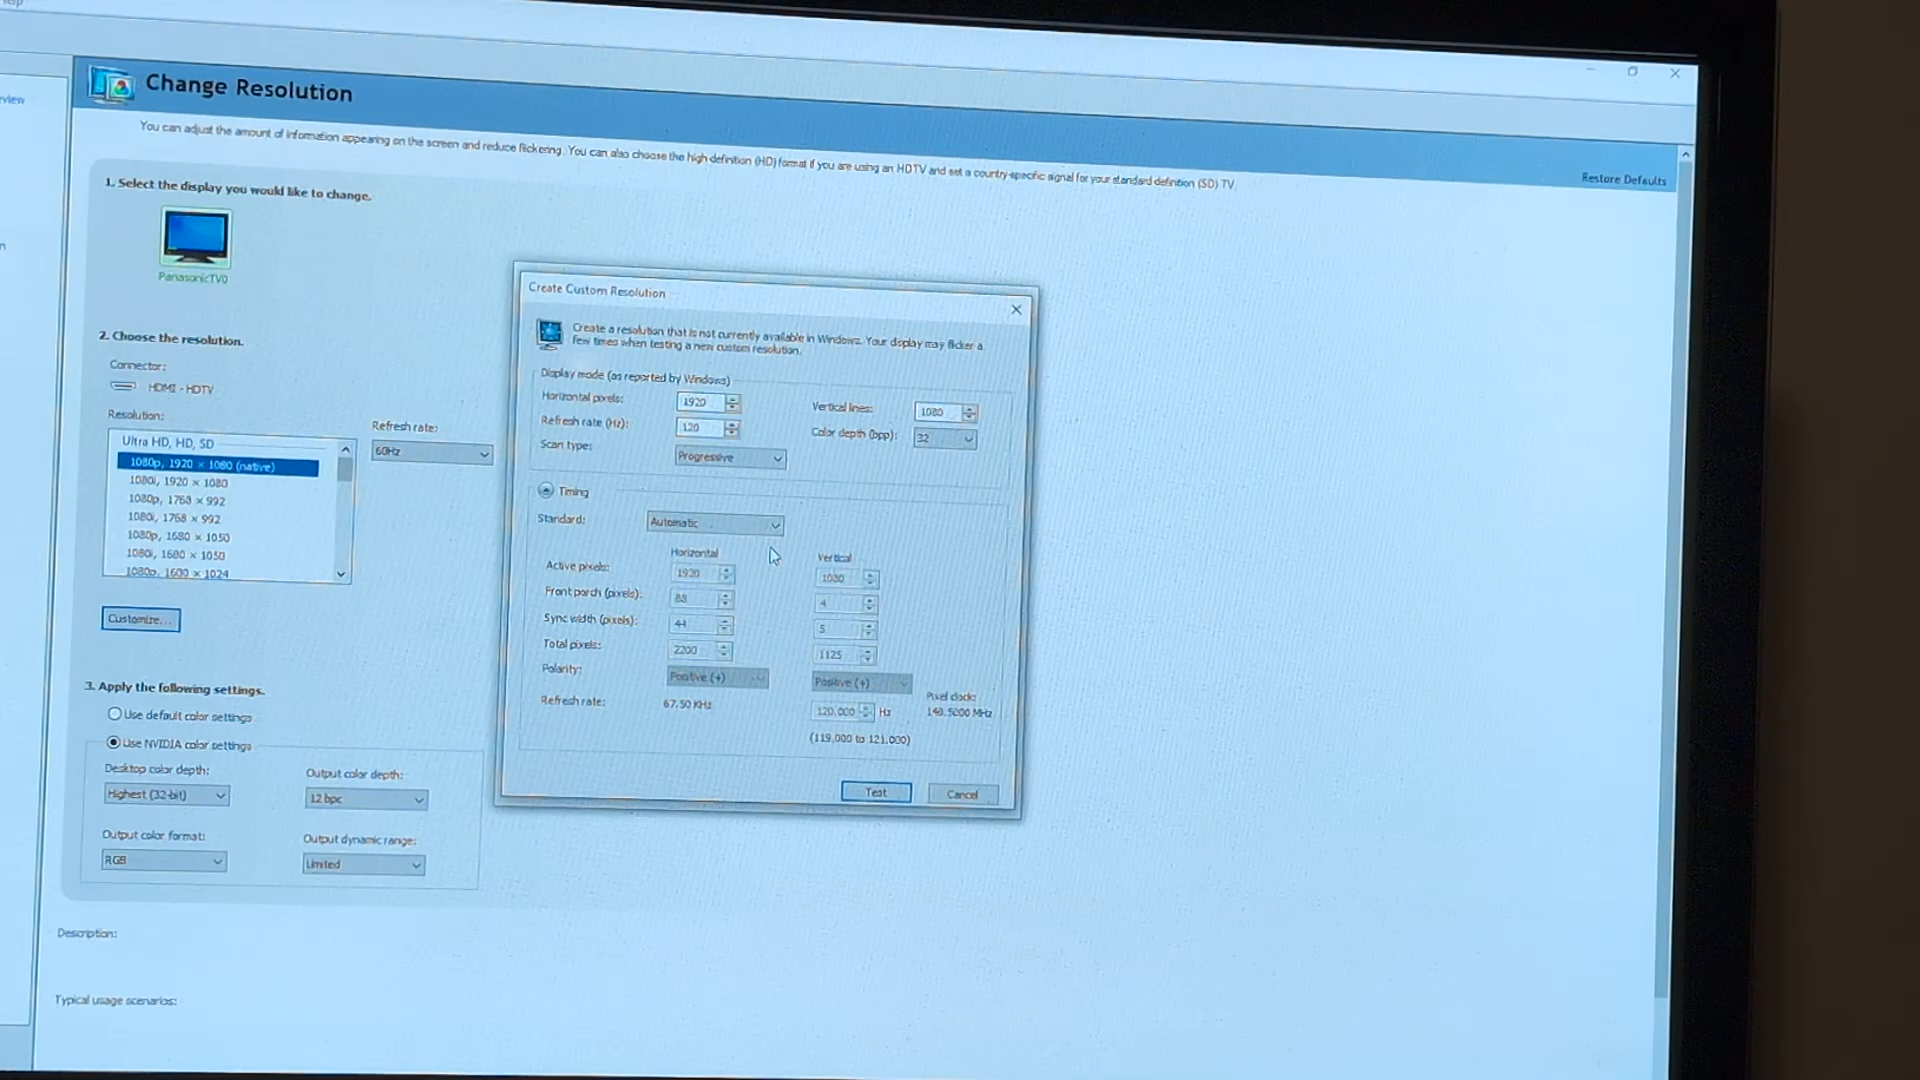 Change Resolution
You can adjust the amount of information appearing on the screen and reduce flickering. You can also choose the high-definition (HD) format if you are using an HDTV and set a country-specific signal for your standard definition (SD) TV
Restore Defaults
1. Select the display you would like to change.
PanasonicTV0
2. Choose the resolution.
Connector:
HDMI - HDTV
Resolution:
Refresh rate:
Ultra HD, HD, SD
60Hz
1080p, 1920 × 1080 (native)
1080i, 1920 × 1080
1080p, 1768 × 992
1080i, 1768 × 992
1080p, 1680 × 1050
1080i, 1680 × 1050
1080p, 1600 × 1024
Customize...
3. Apply the following settings.
Use default color settings
Use NVIDIA color settings
Desktop color depth:
Output color depth:
Highest (32-bit)
12 bpc
Output color format:
Output dynamic range:
RGB
Limited
Description:
Typical usage scenarios:
Create Custom Resolution
Create a resolution that is not currently available in Windows. Your display may flicker a
few times when testing a new custom resolution.
Display mode (as reported by Windows)
Horizontal pixels:
1920
Vertical lines:
1080
Refresh rate (Hz):
120
Color depth (bpp):
32
Scan type:
Progressive
Timing
Standard:
Automatic
Horizontal
Vertical
Active pixels:
1920
1080
Front porch (pixels):
88
4
Sync width (pixels):
44
5
Total pixels:
2200
1125
Polarity:
Positive (+)
Positive (+)
Refresh rate:
67.50 KHz
120.000
Hz
Pixel clock:
148.5000 MHz
(119.000 to 121.000)
Test
Cancel